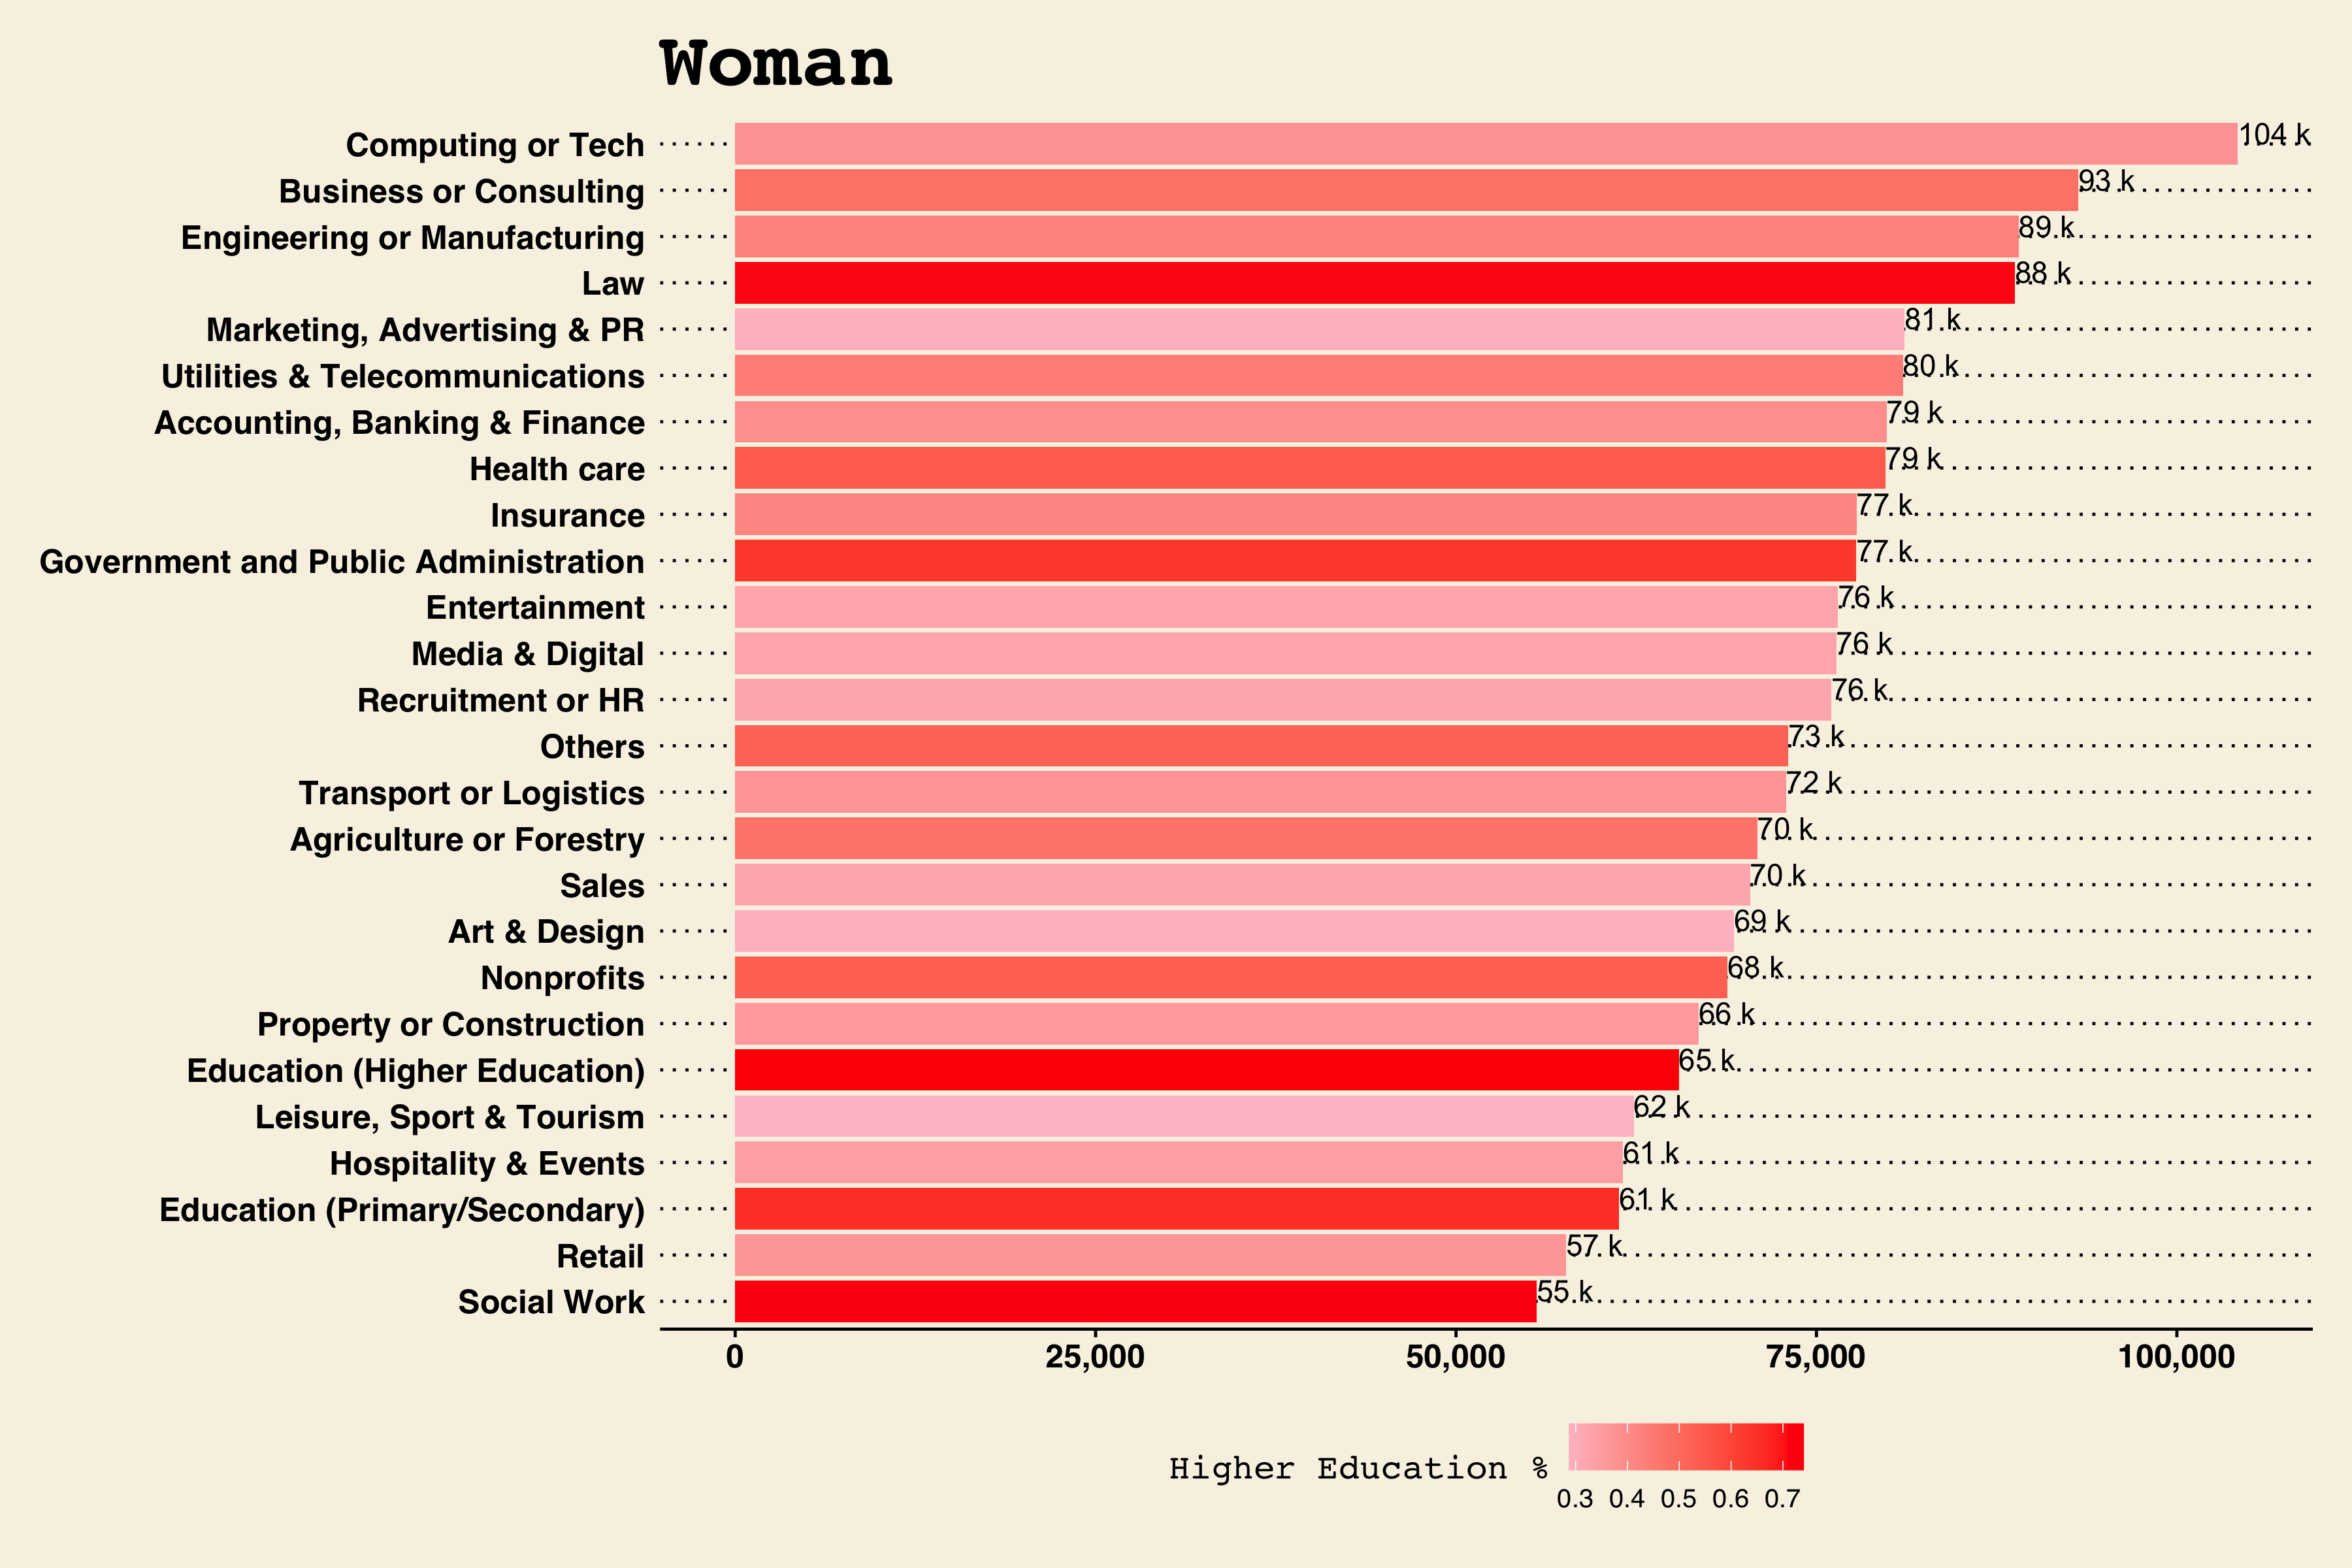 Woman
Computing or Tech 104 k
Business or Consulting 93 k
Engineering or Manufacturing 89 k
Law 88 k
Marketing, Advertising & PR 81 k
Utilities & Telecommunications 80 k
Accounting, Banking & Finance 79 k
Health care 79 k
Insurance 77 k
Government and Public Administration 77 k
Entertainment 76 k
Media & Digital 76 k
Recruitment or HR 76 k
Others 73 k
Transport or Logistics 72 k
Agriculture or Forestry 70 k
Sales 70 k
Art & Design 69 k
Nonprofits 68 k
Property or Construction 66 k
Education (Higher Education) 65 k
Leisure, Sport & Tourism 62 k
Hospitality & Events 61 k
Education (Primary/Secondary) 61 k
Retail 57 k
Social Work 55 k
0 25,000 50,000 75,000 100,000
Higher Education %
0.3 0.4 0.5 0.6 0.7